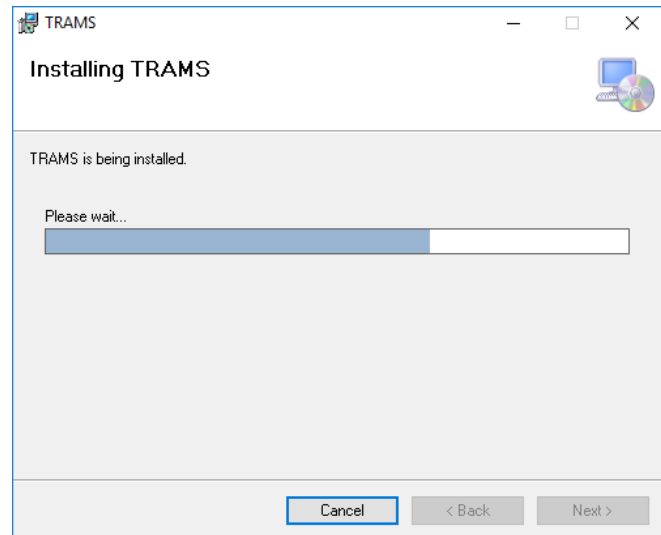 TRAMS
Installing TRAMS
TRAMS is being installed.
Please wait...
Cancel
< Back
Next >